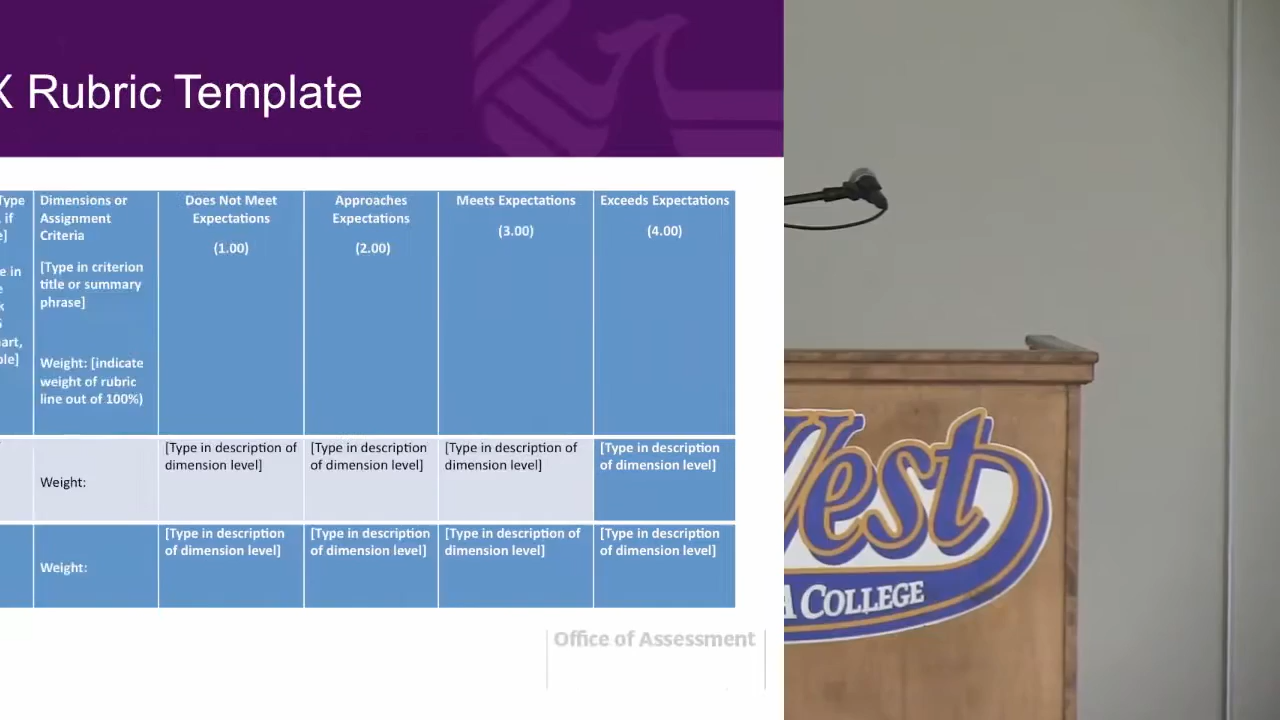 X Rubric Template
Type
, if
e]
e in
e
k
art,
ple]
Dimensions or
Assignment
Criteria
[Type in criterion
title or summary
phrase]
Weight: [indicate
weight of rubric
line out of 100%)
Does Not Meet
Expectations
(1.00)
Approaches
Expectations
(2.00)
Meets Expectations
(3.00)
Exceeds Expectations
(4.00)
Weight:
[Type in description of
dimension level]
[Type in description
of dimension level]
[Type in description of
dimension level]
[Type in description
of dimension level]
Weight:
[Type in description
of dimension level]
[Type in description
of dimension level]
[Type in description of
dimension level]
[Type in description
of dimension level]
Office of Assessment
West
A COLLEGE